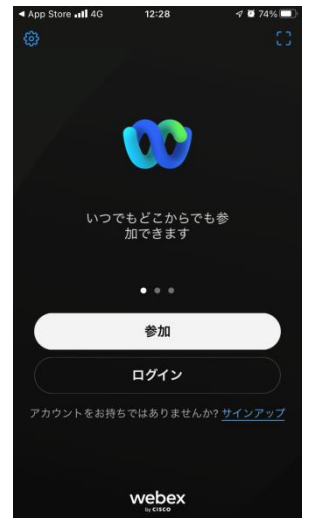 App Store 4G 12:28 74%
いつでもどこからでも参
加できます
参加
ログイン
アカウントをお持ちではありませんか? サインアップ
webex
by CISCO